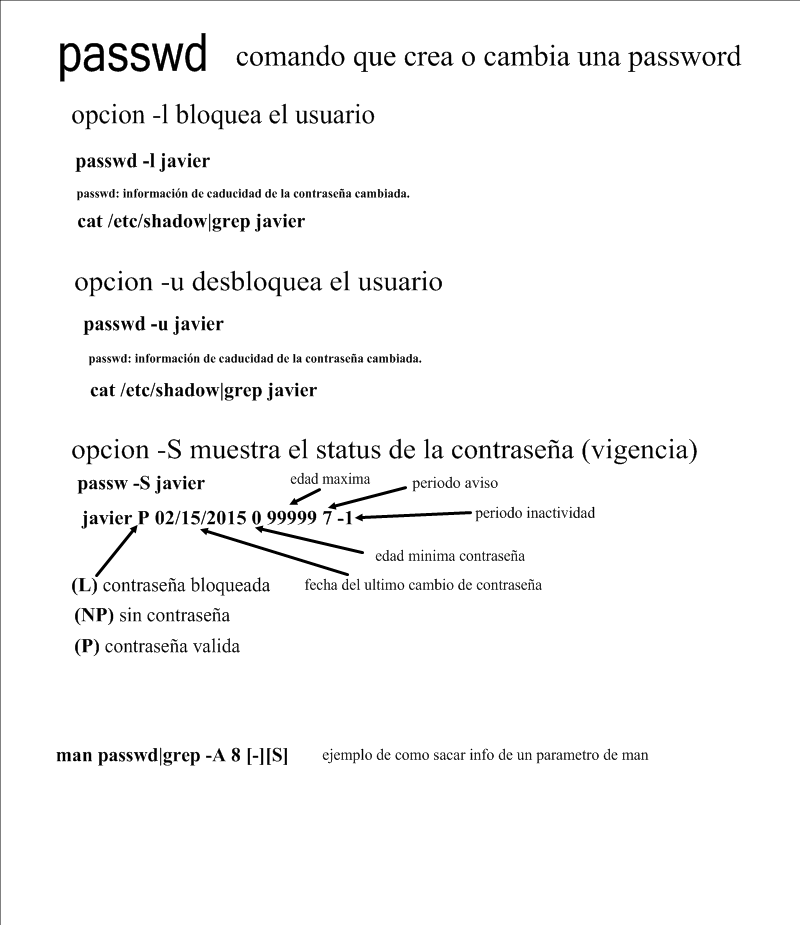 passwd comando que crea o cambia una password
opcion -l bloquea el usuario
passwd -l javier
passwd: información de caducidad de la contraseña cambiada.
cat /etc/shadow|grep javier
opcion -u desbloquea el usuario
passwd -u javier
passwd: información de caducidad de la contraseña cambiada.
cat /etc/shadow|grep javier
opcion -S muestra el status de la contraseña (vigencia)
passw -S javier
edad maxima
periodo aviso
javier P 02/15/2015 0 99999 7 -1
periodo inactividad
edad minima contraseña
(L) contraseña bloqueada
fecha del ultimo cambio de contraseña
(NP) sin contraseña
(P) contraseña valida
man passwd|grep -A 8 [-][S] ejemplo de como sacar info de un parametro de man